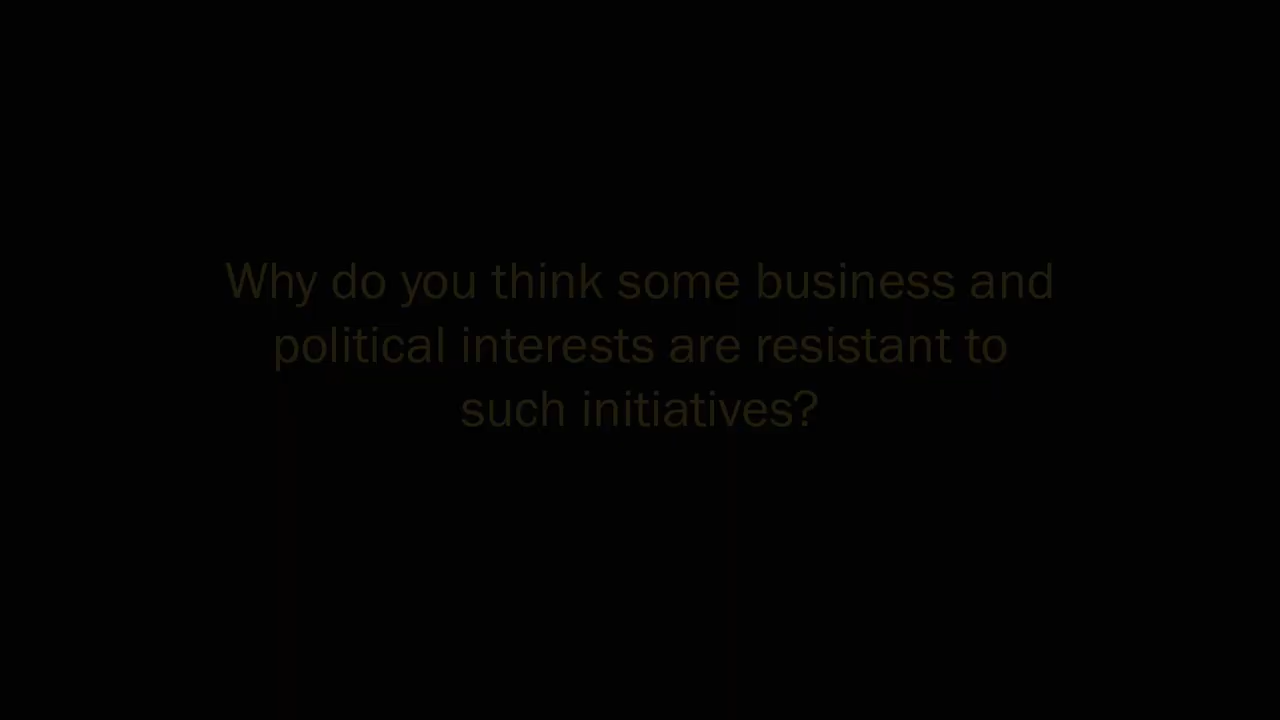 Why do you think some business and
political interests are resistant to
such initiatives?